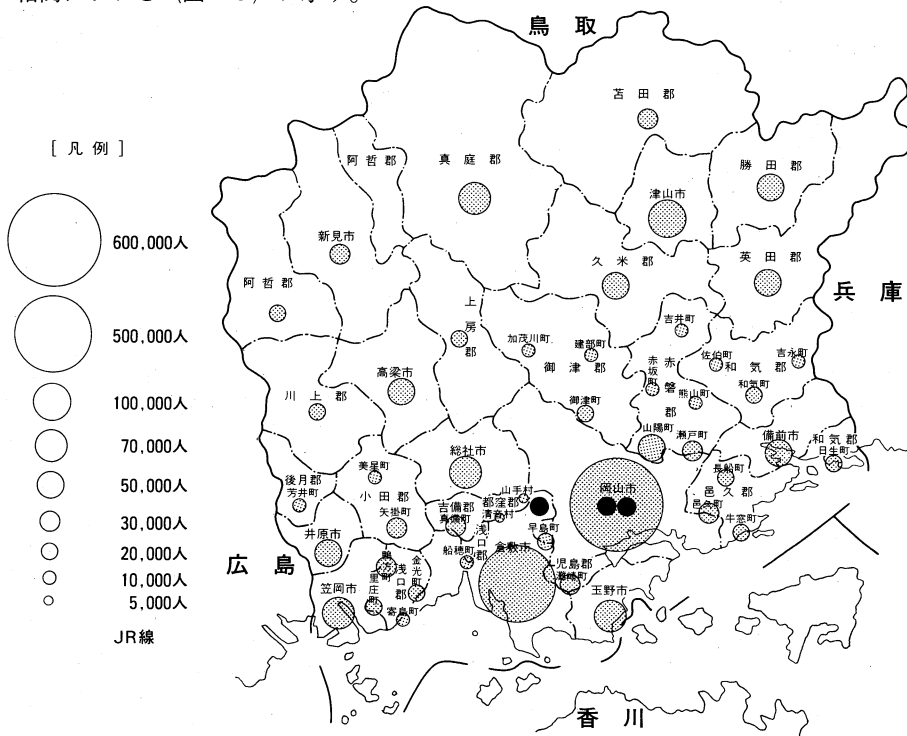 鳥取
苫田郡
[凡例]
阿哲郡
真庭郡
勝田郡
津山市
600,000人
新見市
久米郡
英田郡
阿哲郡
兵庫
上房郡
500,000人
吉井町
加茂川町
建部町
御津郡
赤坂町
赤磐郡
佐伯町
和気郡
吉永町
高梁市
川上郡
熊山町
和気町
100,000人
御津町
山陽町
瀬戸町
備前市
和気郡
日生町
70,000人
総社市
美星町
長船町
後月郡
芳井町
小田郡
岡山市
邑久郡
50,000人
山手村
吉備郡
真備町
都窪郡
清音村
矢掛町
邑久町
牛窓町
30,000人
井原市
浅口郡
早島町
倉敷市
広島
船穂町
20,000人
鴨方町
浅口郡
金光町
児島郡
灘崎町
10,000人
里庄町
笠岡市
玉野市
5,000人
寄島町
JR線
香川